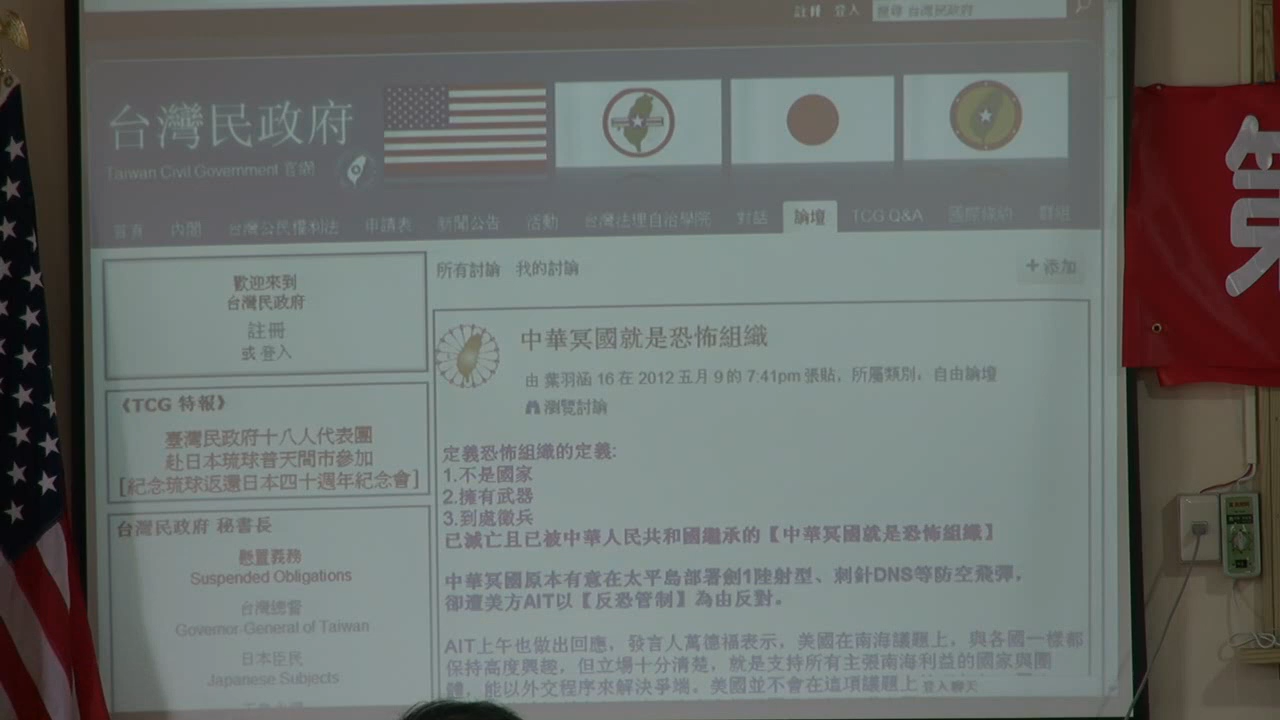 註冊 登入 搜尋 台灣民政府
台灣民政府
Taiwan Civil Government 官網
首頁 內閣 台灣公民權利法 申請表 新聞公告 活動 台灣法理自治學院 對話 論壇 TCG Q&A 國際條約 群組
歡迎來到
台灣民政府
註冊
或 登入
所有討論 我的討論
+ 添加
中華冥國就是恐怖組織
由 葉羽涵 16 在 2012 五月 9 的 7:41pm 張貼，所屬類別，自由論壇
瀏覽討論
《TCG 特報》
臺灣民政府十八人代表團
赴日本琉球普天間市參加
[紀念琉球返還日本四十週年紀念會]
台灣民政府 秘書長
懸置義務
Suspended Obligations
台灣總督
Governor-General of Taiwan
日本臣民
Japanese Subjects
定義恐怖組織的定義:
1.不是國家
2.擁有武器
3.到處徵兵
已滅亡且已被中華人民共和國繼承的【中華冥國就是恐怖組織】
中華冥國原本有意在太平島部署劍1陸射型、刺針DNS等防空飛彈，
卻遭美方AIT以【反恐管制】為由反對。
AIT上午也做出回應，發言人萬德福表示，美國在南海議題上，與各國一樣都
保持高度興趣，但立場十分清楚，就是支持所有主張南海利益的國家與團
體，能以外交程序來解決爭端。美國並不會在這項議題上
登入聊天
第